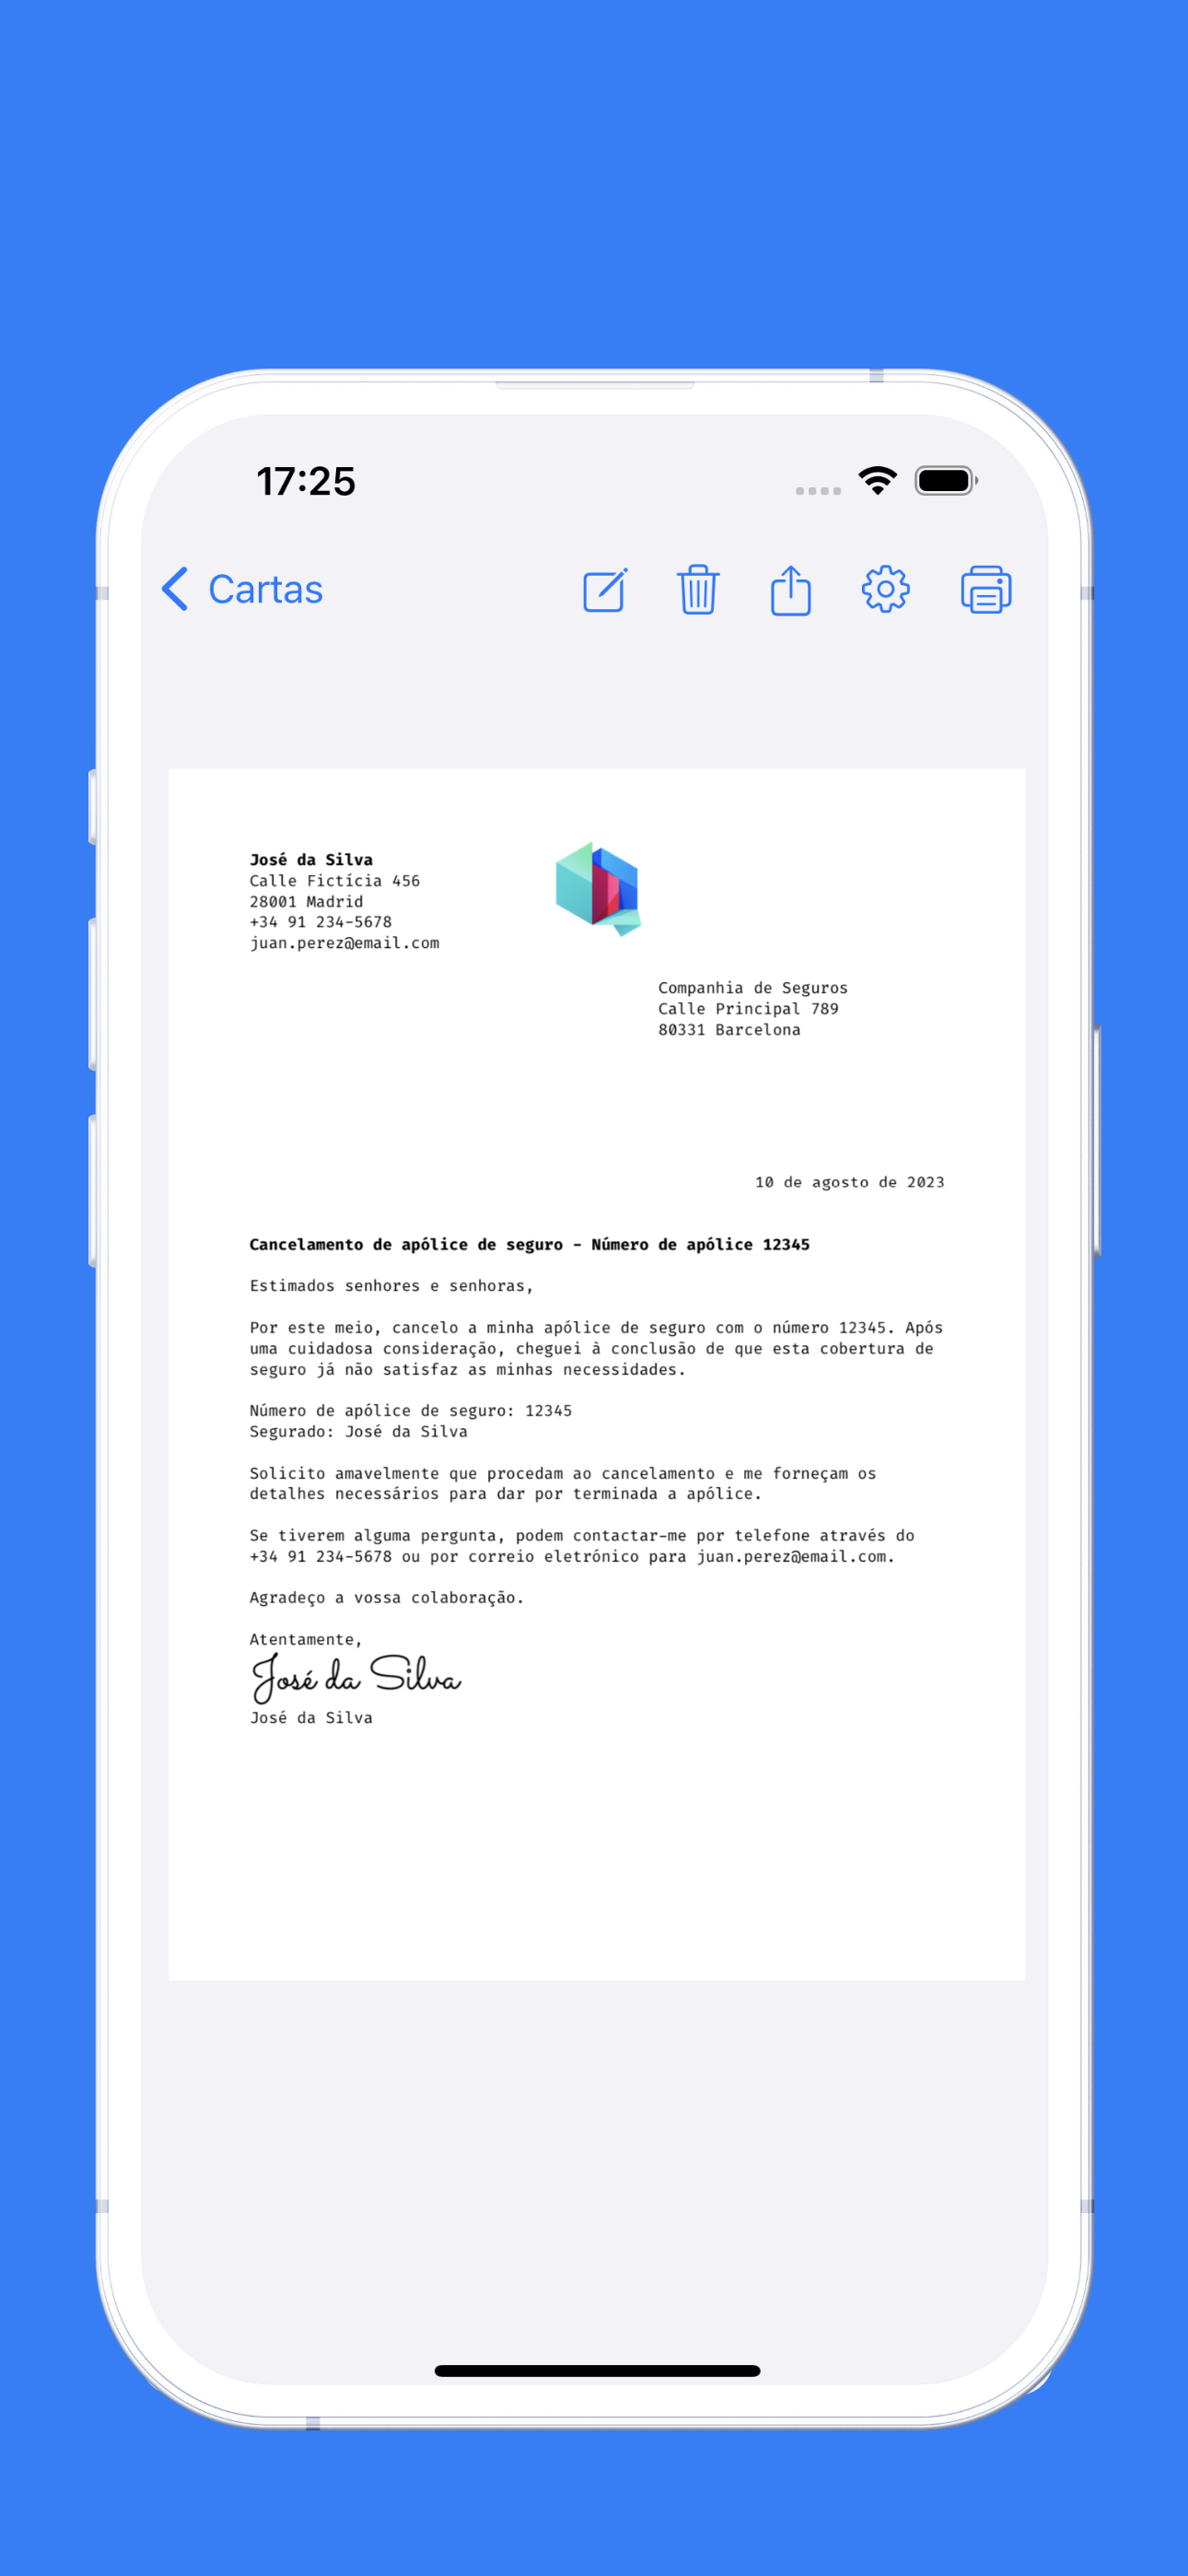 17:25
Cartas
José da Silva
Calle Fictícia 456
28001 Madrid
+34 91 234-5678
juan.perez@email.com
Companhia de Seguros
Calle Principal 789
80331 Barcelona
10 de agosto de 2023
Cancelamento de apólice de seguro - Número de apólice 12345
Estimados senhores e senhoras,
Por este meio, cancelo a minha apólice de seguro com o número 12345. Após
uma cuidadosa consideração, cheguei à conclusão de que esta cobertura de
seguro já não satisfaz as minhas necessidades.
Número de apólice de seguro: 12345
Segurado: José da Silva
Solicito amavelmente que procedam ao cancelamento e me forneçam os
detalhes necessários para dar por terminada a apólice.
Se tiverem alguma pergunta, podem contactar-me por telefone através do
+34 91 234-5678 ou por correio eletrónico para juan.perez@email.com.
Agradeço a vossa colaboração.
Atentamente,
José da Silva
José da Silva